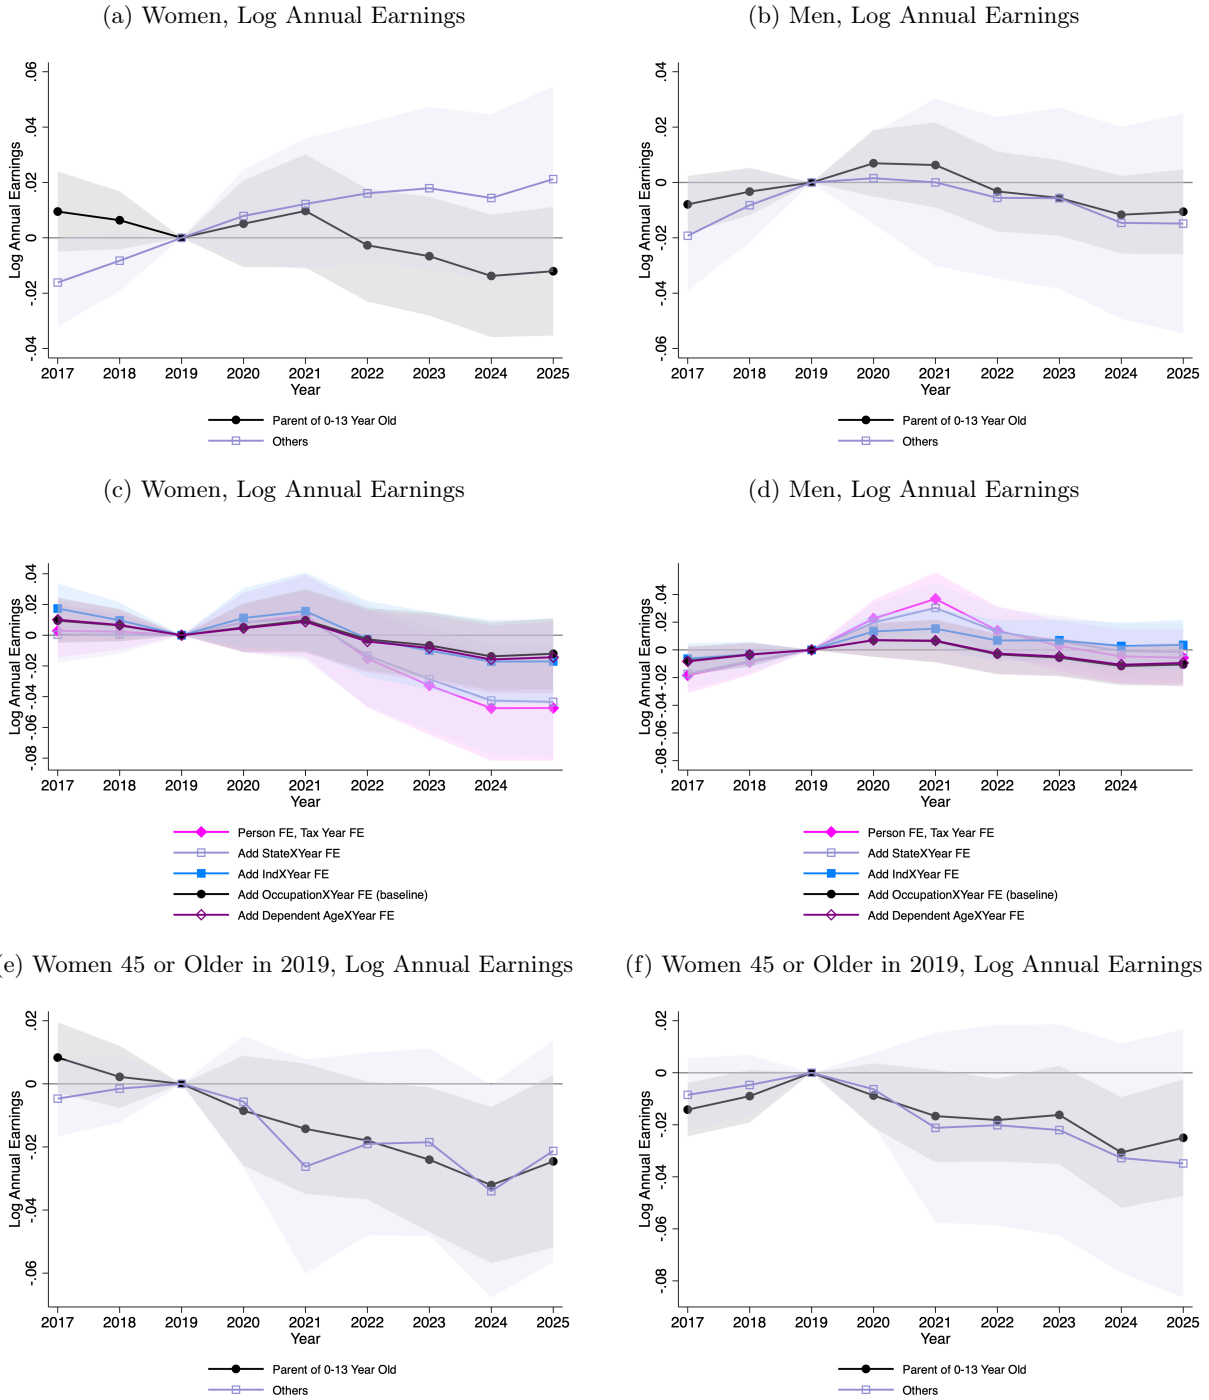 (a) Women, Log Annual Earnings
Log Annual Earnings
.06
.04
.02
0
-.02
-.04
2017 2018 2019 2020 2021 2022 2023 2024 2025
Year
Parent of 0-13 Year Old
Others
(b) Men, Log Annual Earnings
Log Annual Earnings
.04
.02
0
-.02
-.04
-.06
2017 2018 2019 2020 2021 2022 2023 2024 2025
Year
Parent of 0-13 Year Old
Others
(c) Women, Log Annual Earnings
Log Annual Earnings
.04
.02
0
-.02
-.04
-.06
-.08
2017 2018 2019 2020 2021 2022 2023 2024
Year
Person FE, Tax Year FE
Add StateXYear FE
Add IndXYear FE
Add OccupationXYear FE (baseline)
Add Dependent AgeXYear FE
(d) Men, Log Annual Earnings
Log Annual Earnings
.04
.02
0
-.02
-.04
-.06
-.08
2017 2018 2019 2020 2021 2022 2023 2024
Year
Person FE, Tax Year FE
Add StateXYear FE
Add IndXYear FE
Add OccupationXYear FE (baseline)
Add Dependent AgeXYear FE
(e) Women 45 or Older in 2019, Log Annual Earnings
Log Annual Earnings
.02
0
-.02
-.04
-.06
2017 2018 2019 2020 2021 2022 2023 2024 2025
Year
Parent of 0-13 Year Old
Others
(f) Women 45 or Older in 2019, Log Annual Earnings
Log Annual Earnings
.02
0
-.02
-.04
-.06
-.08
2017 2018 2019 2020 2021 2022 2023 2024 2025
Year
Parent of 0-13 Year Old
Others